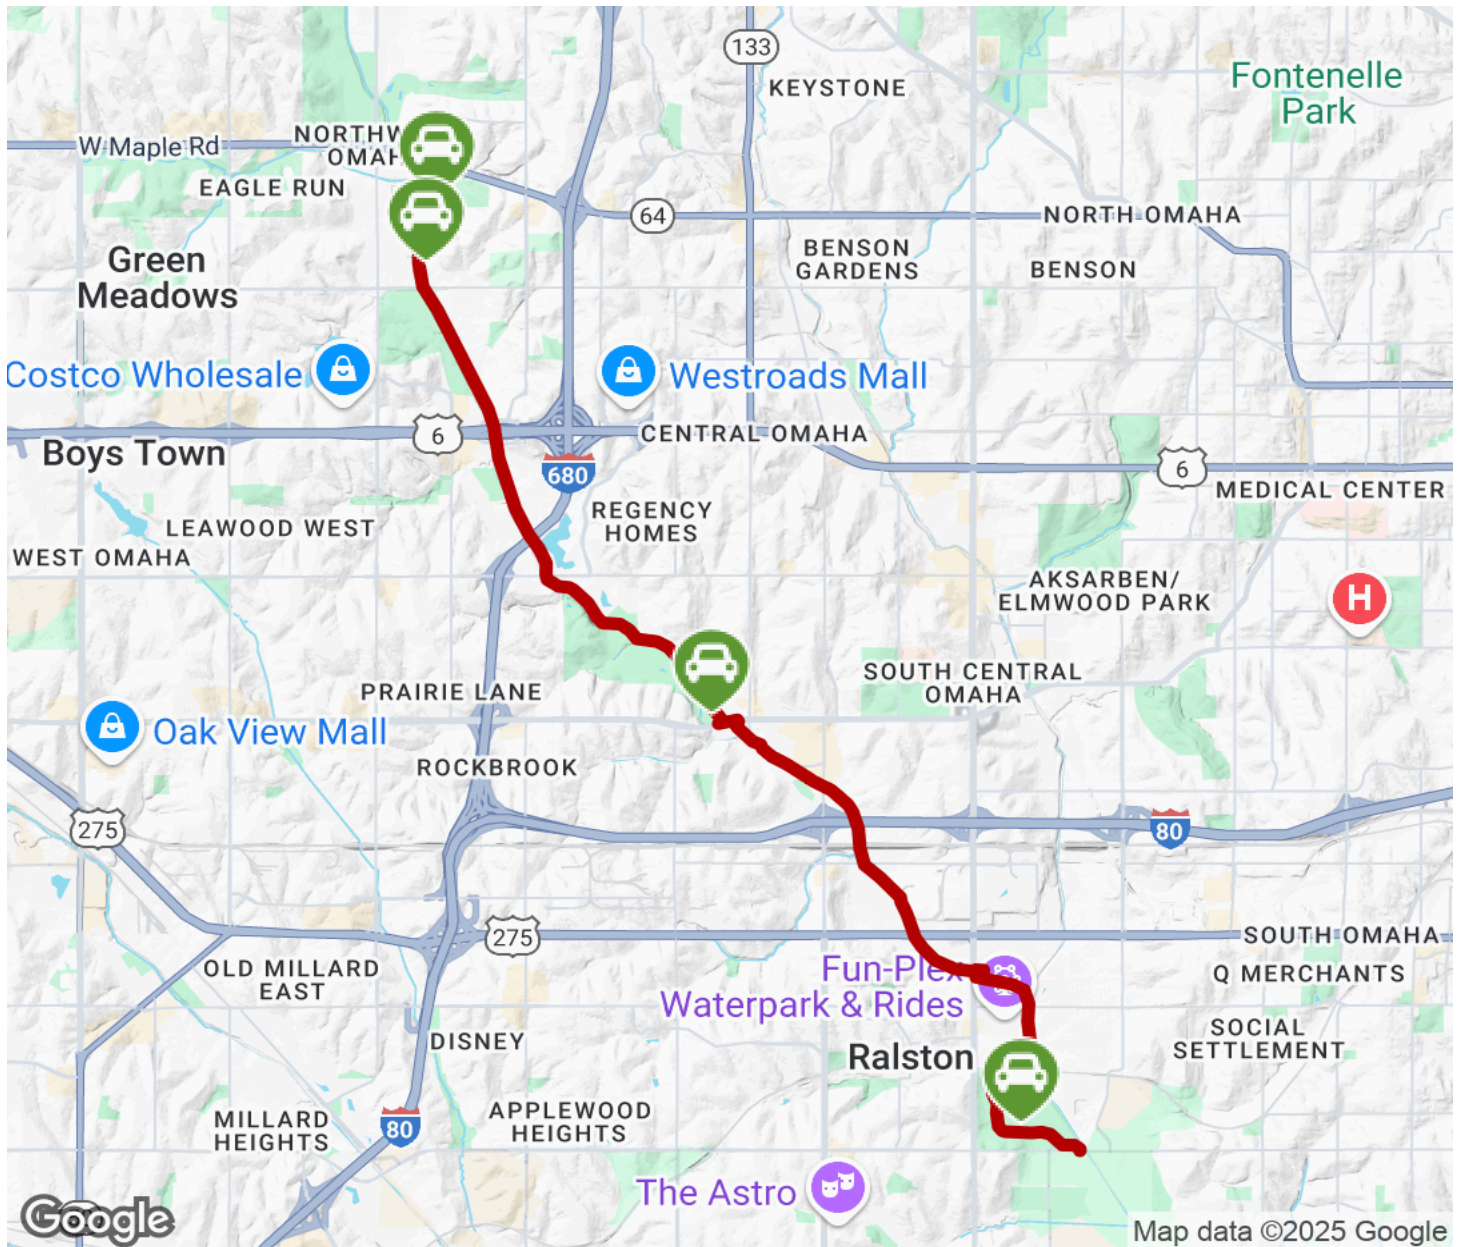 133
KEYSTONE
Fontenelle
Park
W Maple Rd
NORTHW
OMAH
EAGLE RUN
64
NORTH OMAHA
Green
Meadows
BENSON
GARDENS
BENSON
Costco Wholesale
Westroads Mall
6
CENTRAL OMAHA
Boys Town
680
6
MEDICAL CENTER
REGENCY
HOMES
LEAWOOD WEST
WEST OMAHA
AKSARBEN/
ELMWOOD PARK
H
SOUTH CENTRAL
OMAHA
PRAIRIE LANE
Oak View Mall
ROCKBROOK
275
80
275
SOUTH OMAHA
OLD MILLARD
EAST
Fun-Plex
Waterpark & Rides
Q MERCHANTS
DISNEY
SOCIAL
SETTLEMENT
Ralston
MILLARD
HEIGHTS
80
APPLEWOOD
HEIGHTS
The Astro
Google
Map data ©2025 Google